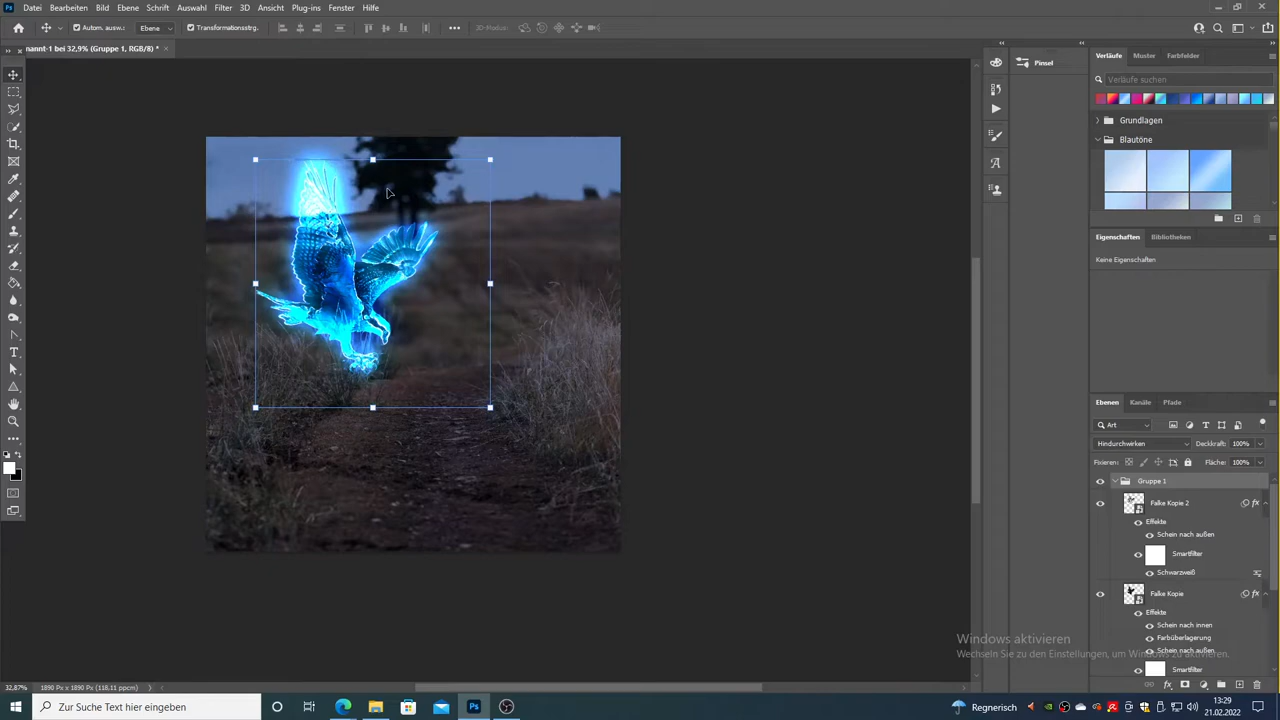 Datei Bearbeiten Bild Ebene Schrift Auswahl Filter 3D Ansicht Plug-ins Fenster Hilfe
Autom. ausw.: Ebene Transformationsstrg. 3D-Modus:
nannt-1 bei 32,9% (Gruppe 1, RGB/8) *
Pinsel
Verläufe Muster Farbfelder
Verläufe suchen
Grundlagen
Blautöne
Eigenschaften Bibliotheken
Keine Eigenschaften
Ebenen Kanäle Pfade
Art
Hindurchwirken Deckkraft: 100%
Fixieren: Fläche: 100%
Gruppe 1
Falke Kopie 2
Effekte
Schein nach außen
Smartfilter
Schwarzweiß
Falke Kopie
Effekte
Schein nach innen
Farbüberlagerung
Schein nach außen
Smartfilter
Windows aktivieren
Wechseln Sie zu den Einstellungen, um Windows zu aktivieren.
32,87% 1890 Px x 1890 Px (118,11 ppcm)
Zur Suche Text hier eingeben
Regnerisch
13:29
21.02.2022